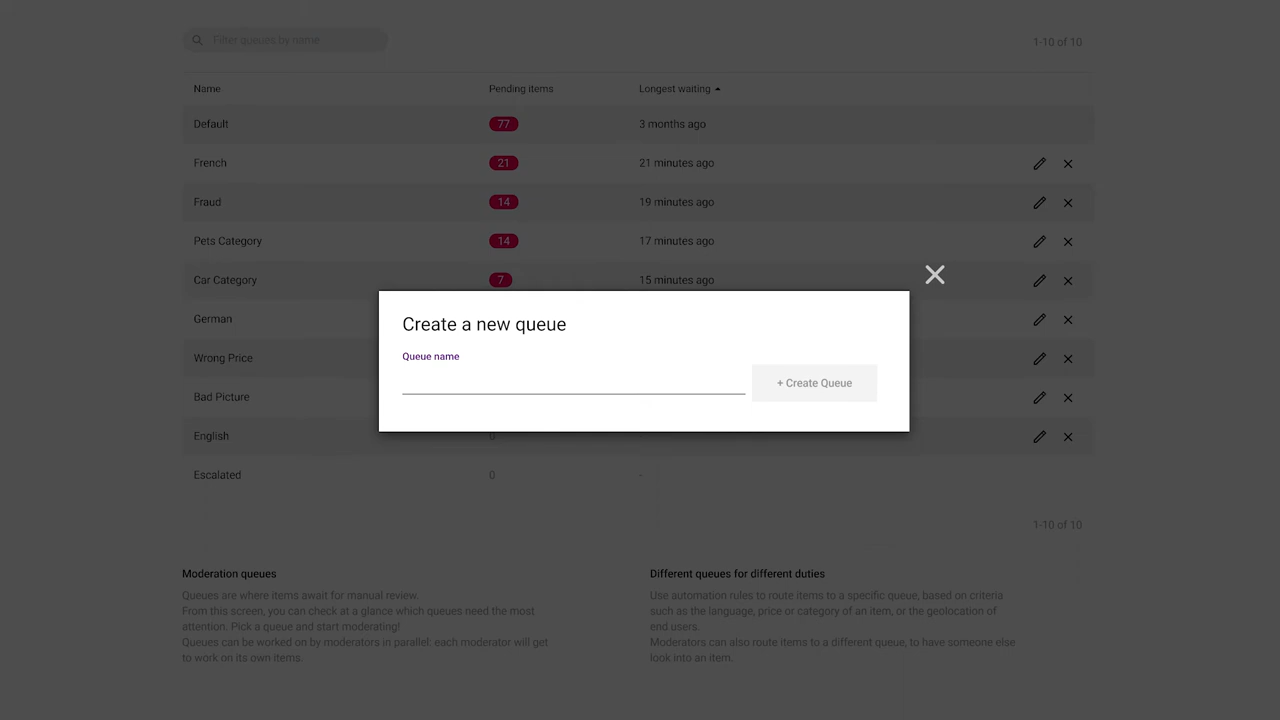 Filter queues by name
1-10 of 10
Name Pending items Longest waiting
Default 77 3 months ago
French 21 21 minutes ago
Fraud 14 19 minutes ago
Pets Category 14 17 minutes ago
Car Category 7 15 minutes ago
German
Wrong Price
Bad Picture
English 0
Escalated 0 -
Create a new queue
Queue name
+ Create Queue
1-10 of 10
Moderation queues
Queues are where items await for manual review.
From this screen, you can check at a glance which queues need the most
attention. Pick a queue and start moderating!
Queues can be worked on by moderators in parallel: each moderator will get
to work on its own items.
Different queues for different duties
Use automation rules to route items to a specific queue, based on criteria
such as the language, price or category of an item, or the geolocation of
end users.
Moderators can also route items to a different queue, to have someone else
look into an item.